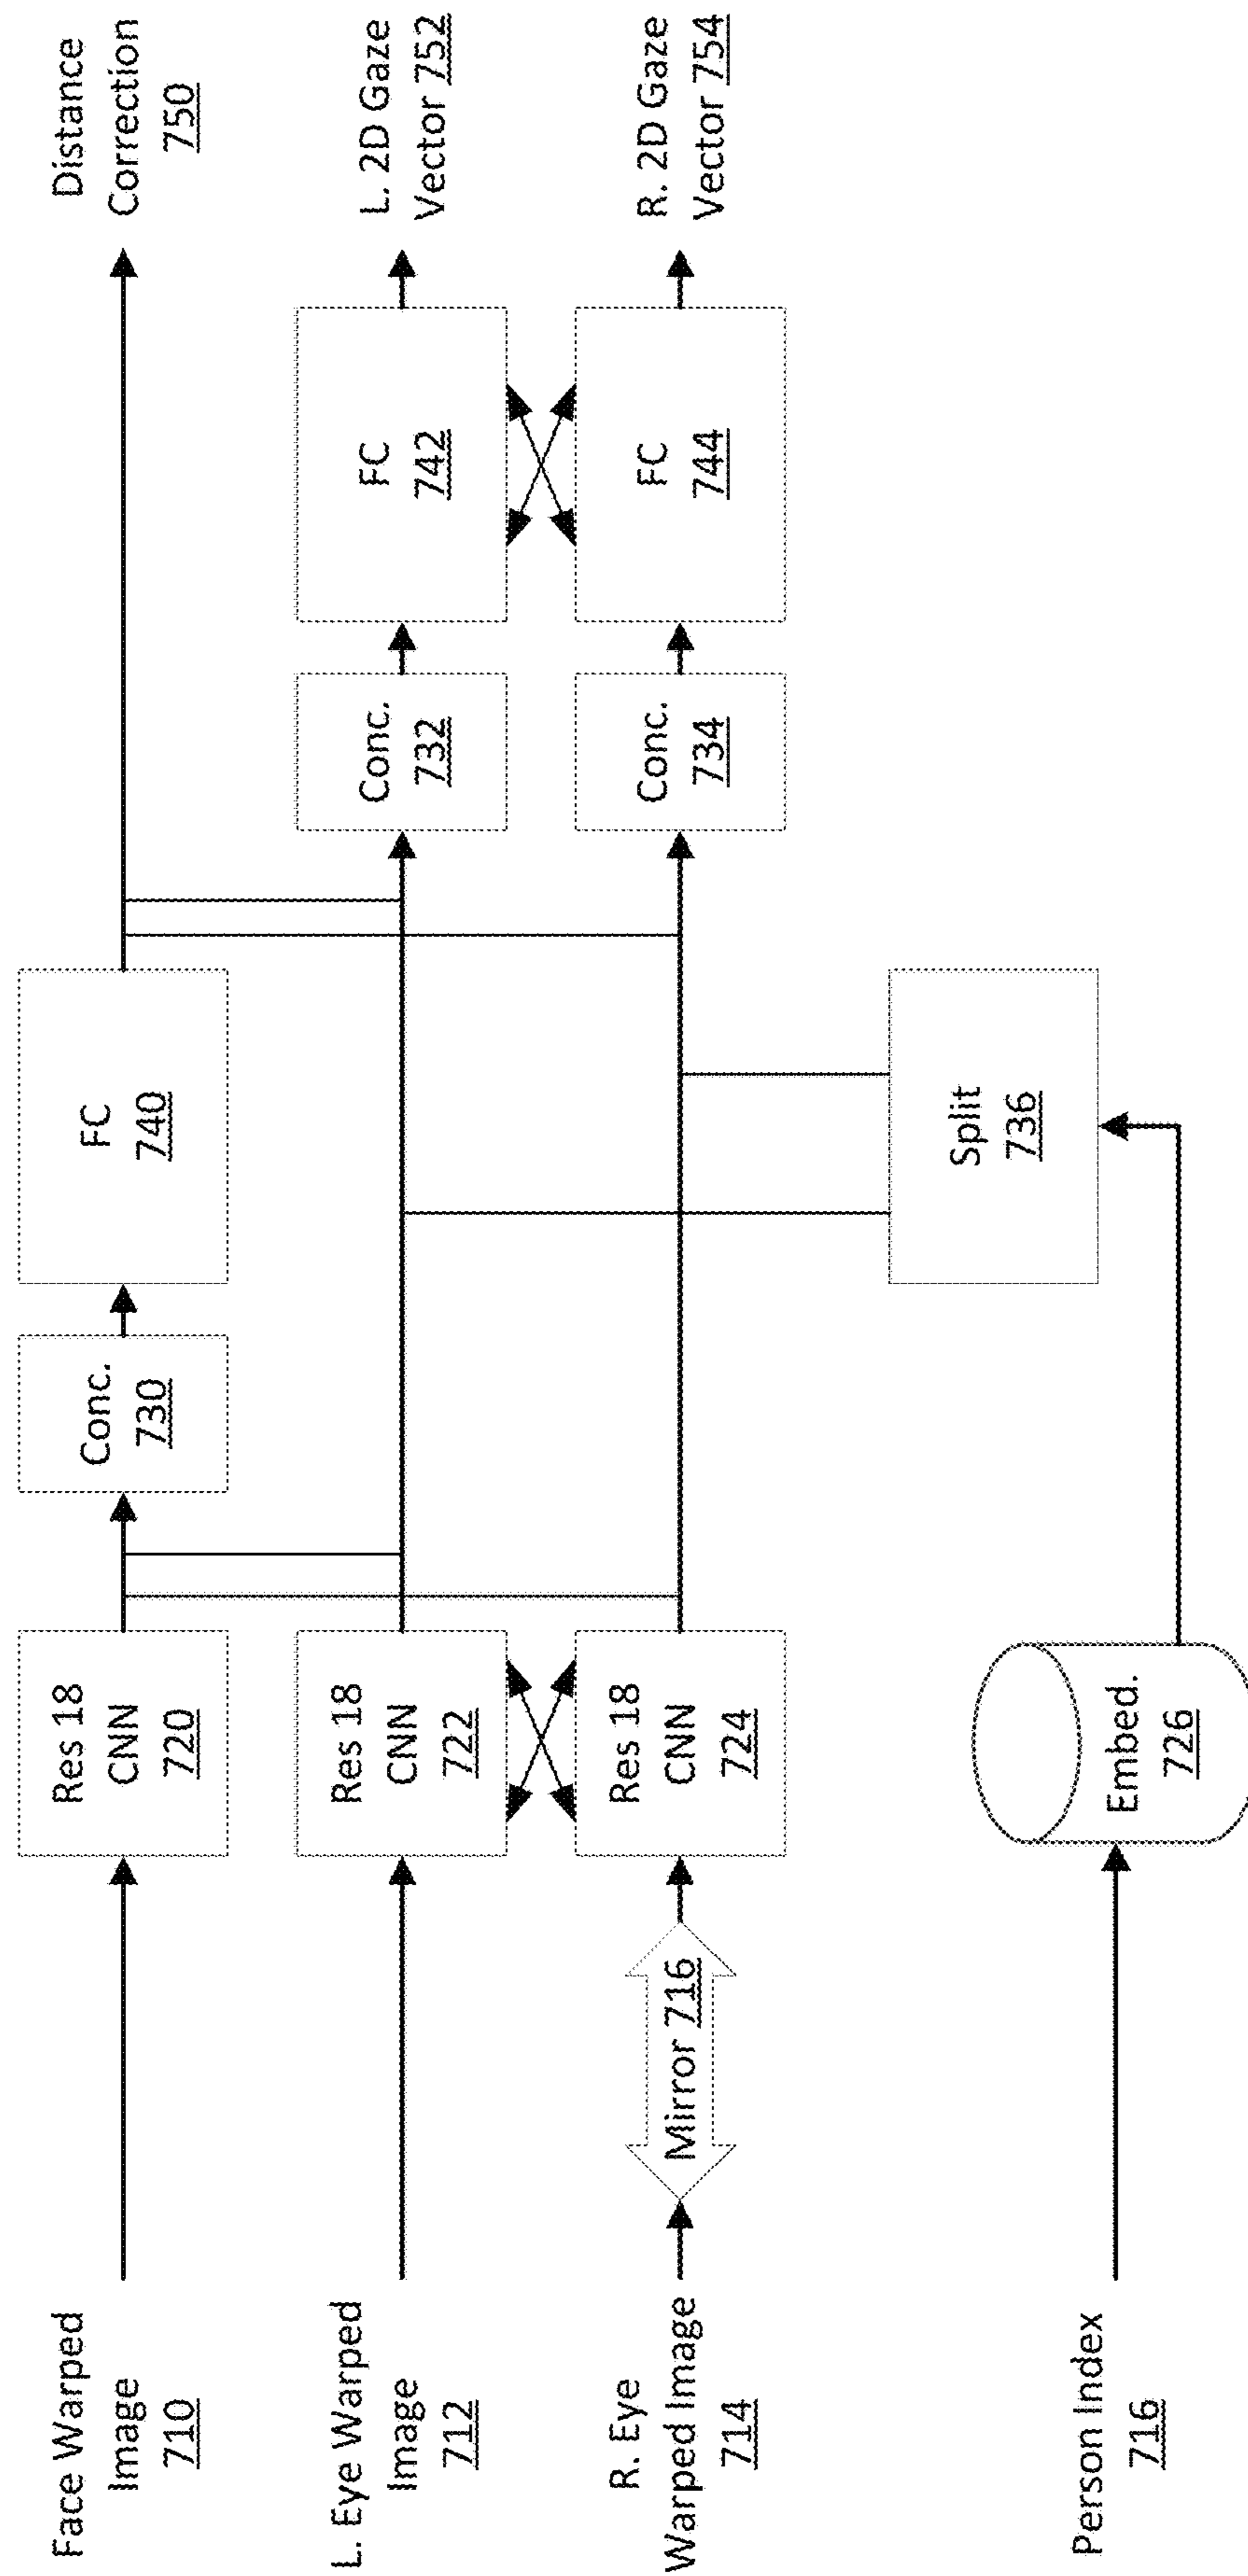 Face Warped
Image
710
L. Eye Warped
Image
712
R. Eye
Warped Image
714
Person Index
716
Mirror 716
Res 18
CNN
720
Res 18
CNN
722
Res 18
CNN
724
Embed.
726
Conc.
730
FC
740
Split
736
Conc.
732
Conc.
734
FC
742
FC
744
Distance
Correction
750
L. 2D Gaze
Vector 752
R. 2D Gaze
Vector 754